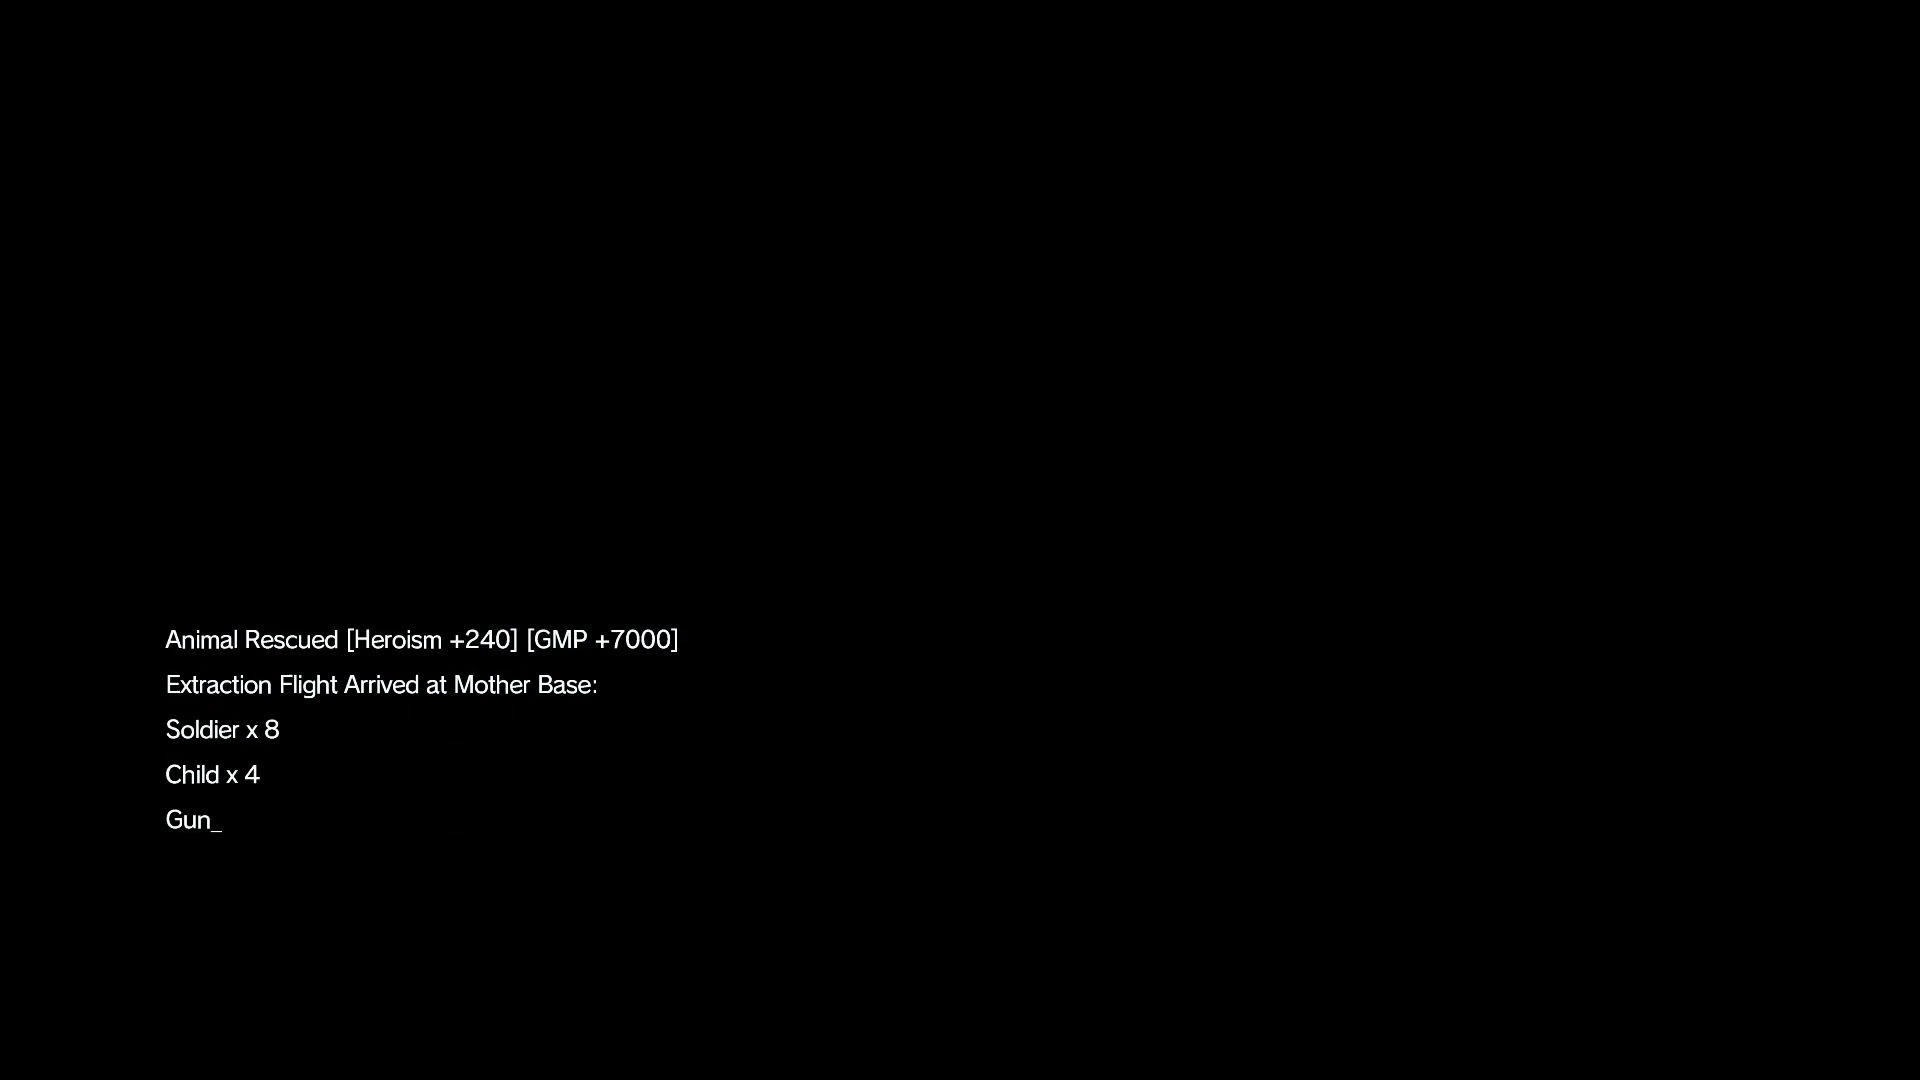 Animal Rescued [Heroism +240] [GMP +7000]
Extraction Flight Arrived at Mother Base:
Soldier x 8
Child x 4
Gun_